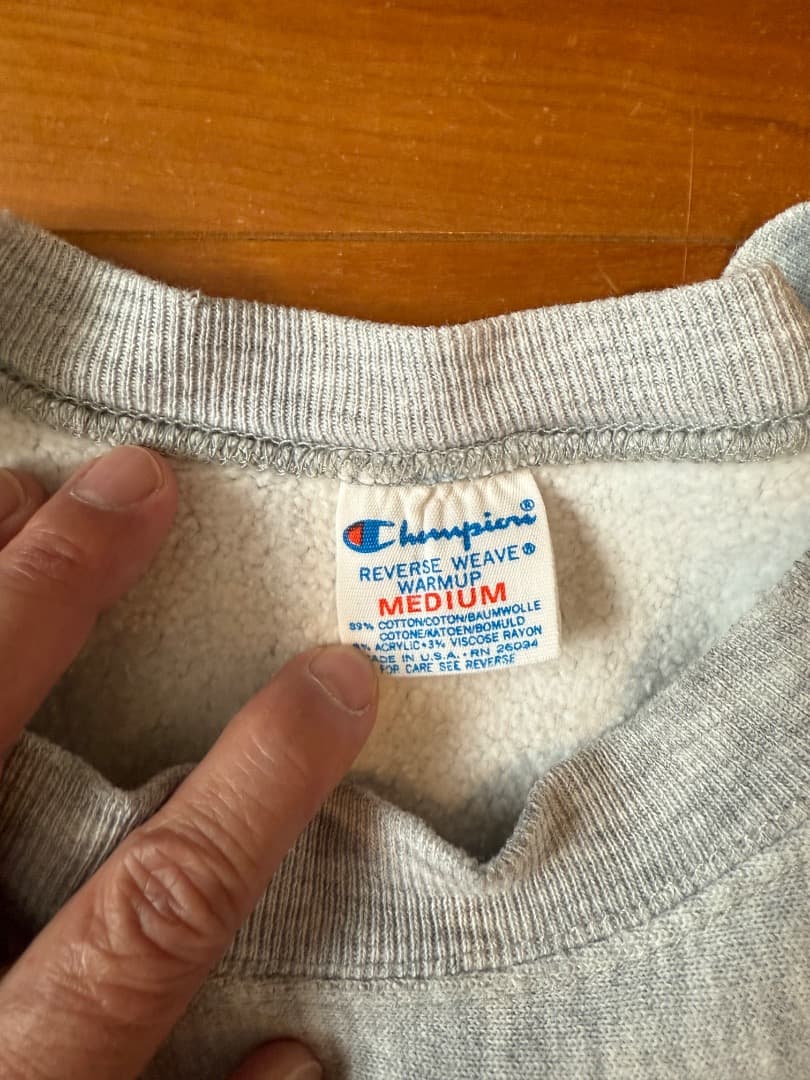 Champion®
REVERSE WEAVE®
WARMUP
MEDIUM
89% COTTON/COTON/BAUMWOLLE
COTONE/KATOEN/BOMULD
ACRYLIC•3% VISCOSE RAYON
IN U.S.A. • RN 26094
FOR CARE SEE REVERSE